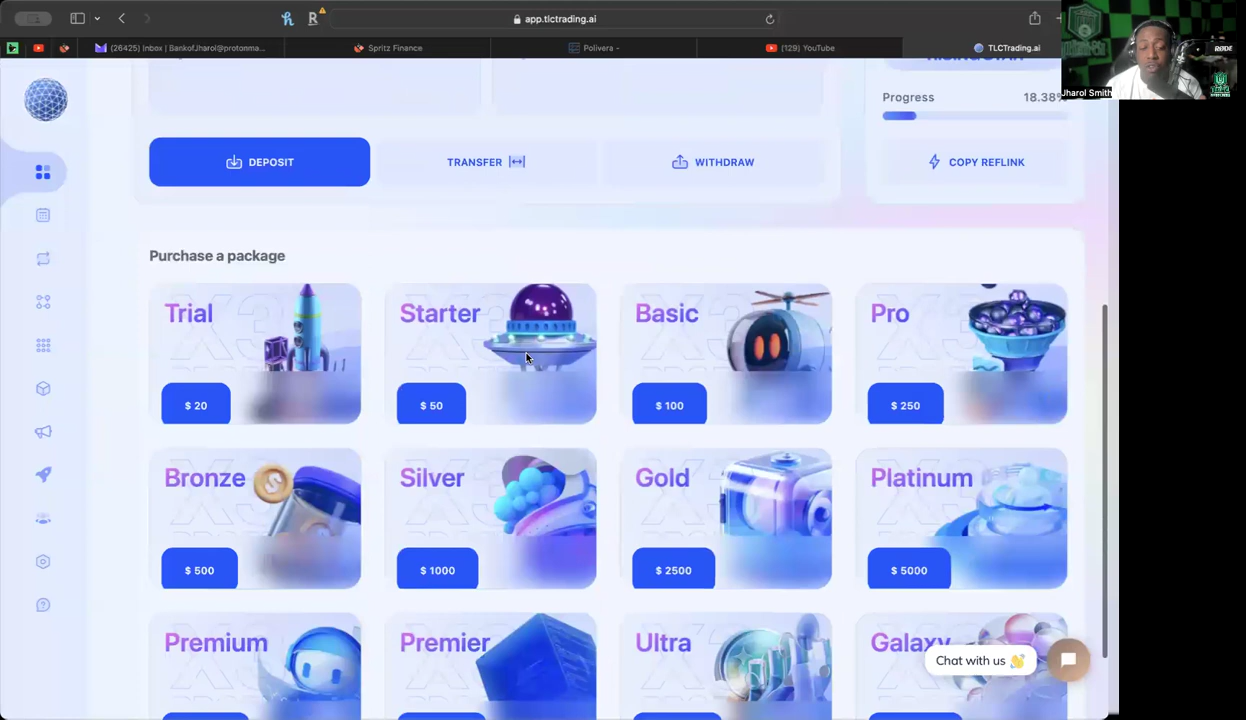 app.tlctrading.ai
(26425) Inbox | BankofJharol@protonma...
Spritz Finance
Polivera -
(129) YouTube
TLCTrading.ai
RØDE
Jharol Smith
Progress
18.38%
DEPOSIT
TRANSFER
WITHDRAW
COPY REFLINK
Purchase a package
Trial
Starter
Basic
Pro
$ 20
$ 50
$ 100
$ 250
Bronze
Silver
Gold
Platinum
$ 500
$ 1000
$ 2500
$ 5000
Premium
Premier
Ultra
Galaxy
Chat with us 👋